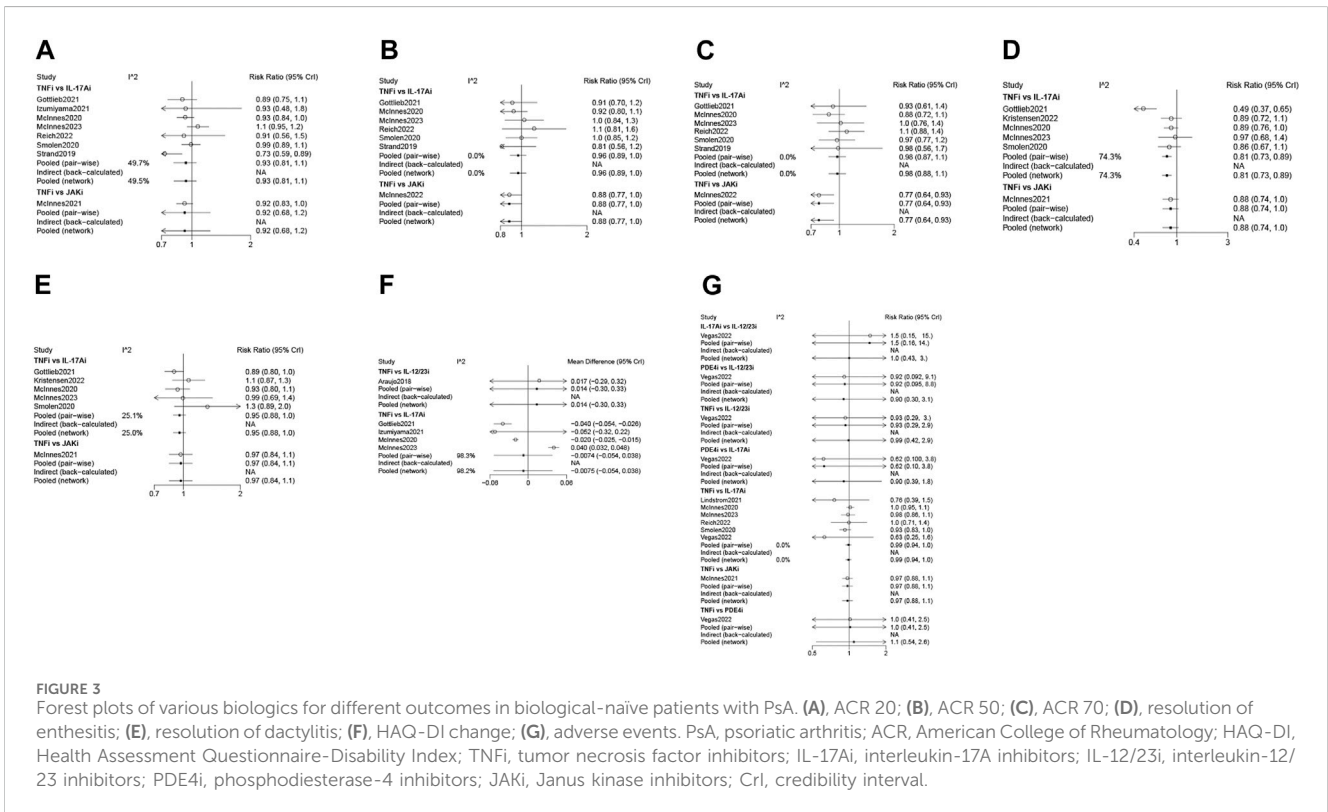 A
Study I^2 Risk Ratio (95% CrI)
TNFi vs IL-17Ai
Gottlieb2021 0.89 (0.75, 1.1)
Izumiyama2021 0.93 (0.48, 1.8)
McInnes2020 0.93 (0.84, 1.0)
McInnes2023 1.1 (0.95, 1.2)
Reich2022 0.91 (0.56, 1.5)
Smolen2020 0.99 (0.89, 1.1)
Strand2019 0.73 (0.59, 0.89)
Pooled (pair-wise) 49.7% 0.93 (0.81, 1.1)
Indirect (back-calculated) NA
Pooled (network) 49.5% 0.93 (0.81, 1.1)
TNFi vs JAKi
McInnes2021 0.92 (0.83, 1.0)
Pooled (pair-wise) 0.92 (0.68, 1.2)
Indirect (back-calculated) NA
Pooled (network) 0.92 (0.68, 1.2)
0.8 1 2
B
Study I^2 Risk Ratio (95% CrI)
TNFi vs IL-17Ai
Gottlieb2021 0.91 (0.70, 1.2)
McInnes2020 0.92 (0.80, 1.1)
McInnes2023 1.0 (0.84, 1.3)
Reich2022 1.1 (0.81, 1.6)
Smolen2020 1.0 (0.85, 1.2)
Strand2019 0.81 (0.56, 1.2)
Pooled (pair-wise) 0.0% 0.96 (0.89, 1.0)
Indirect (back-calculated) NA
Pooled (network) 0.0% 0.96 (0.89, 1.0)
TNFi vs JAKi
McInnes2022 0.88 (0.77, 1.0)
Pooled (pair-wise) 0.88 (0.77, 1.0)
Indirect (back-calculated) NA
Pooled (network) 0.88 (0.77, 1.0)
0.8 1 2
C
Study I^2 Risk Ratio (95% CrI)
TNFi vs IL-17Ai
Gottlieb2021 0.93 (0.61, 1.4)
McInnes2020 0.88 (0.72, 1.1)
McInnes2023 1.0 (0.76, 1.4)
Reich2022 1.1 (0.88, 1.4)
Smolen2020 0.97 (0.77, 1.2)
Strand2019 0.98 (0.56, 1.7)
Pooled (pair-wise) 0.0% 0.98 (0.87, 1.1)
Indirect (back-calculated) NA
Pooled (network) 0.0% 0.98 (0.88, 1.1)
TNFi vs JAKi
McInnes2022 0.77 (0.64, 0.93)
Pooled (pair-wise) 0.77 (0.64, 0.93)
Indirect (back-calculated) NA
Pooled (network) 0.77 (0.64, 0.93)
0.7 1 2
D
Study I^2 Risk Ratio (95% CrI)
TNFi vs IL-17Ai
Gottlieb2021 0.49 (0.37, 0.65)
Kristensen2022 0.89 (0.72, 1.1)
McInnes2020 0.89 (0.76, 1.0)
McInnes2023 0.97 (0.68, 1.4)
Smolen2020 0.86 (0.67, 1.1)
Pooled (pair-wise) 74.3% 0.81 (0.73, 0.89)
Indirect (back-calculated) NA
Pooled (network) 74.3% 0.81 (0.73, 0.89)
TNFi vs JAKi
McInnes2021 0.88 (0.74, 1.0)
Pooled (pair-wise) 0.88 (0.74, 1.0)
Indirect (back-calculated) NA
Pooled (network) 0.88 (0.74, 1.0)
0.4 1 3
E
Study I^2 Risk Ratio (95% CrI)
TNFi vs IL-17Ai
Gottlieb2021 0.89 (0.80, 1.0)
Kristensen2022 1.1 (0.87, 1.3)
McInnes2020 0.93 (0.80, 1.1)
McInnes2023 0.99 (0.69, 1.4)
Smolen2020 1.3 (0.89, 2.0)
Pooled (pair-wise) 25.1% 0.95 (0.88, 1.0)
Indirect (back-calculated) NA
Pooled (network) 25.0% 0.95 (0.88, 1.0)
TNFi vs JAKi
McInnes2021 0.97 (0.84, 1.1)
Pooled (pair-wise) 0.97 (0.84, 1.1)
Indirect (back-calculated) NA
Pooled (network) 0.97 (0.84, 1.1)
0.7 1 2
F
Study I^2 Mean Difference (95% CrI)
TNFi vs IL-12/23i
Araujo2018 0.017 (−0.29, 0.32)
Pooled (pair-wise) 0.014 (−0.30, 0.33)
Indirect (back-calculated) NA
Pooled (network) 0.014 (−0.30, 0.33)
TNFi vs IL-17Ai
Gottlieb2021 −0.040 (−0.054, −0.026)
Izumiyama2021 −0.052 (−0.32, 0.22)
McInnes2020 −0.020 (−0.025, −0.015)
McInnes2023 0.040 (0.032, 0.048)
Pooled (pair-wise) 98.3% −0.0074 (−0.054, 0.038)
Indirect (back-calculated) NA
Pooled (network) 98.2% −0.0075 (−0.054, 0.038)
−0.06 0 0.06
G
Study I^2 Risk Ratio (95% CrI)
IL-17Ai vs IL-12/23i
Vegas2022 1.5 (0.15, 15.)
Pooled (pair-wise) 1.5 (0.16, 14.)
Indirect (back-calculated) NA
Pooled (network) 1.0 (0.43, 3.)
PDE4i vs IL-12/23i
Vegas2022 0.92 (0.092, 9.1)
Pooled (pair-wise) 0.92 (0.095, 8.8)
Indirect (back-calculated) NA
Pooled (network) 0.90 (0.30, 3.1)
TNFi vs IL-12/23i
Vegas2022 0.93 (0.29, 3.)
Pooled (pair-wise) 0.93 (0.29, 2.9)
Indirect (back-calculated) NA
Pooled (network) 0.99 (0.42, 2.9)
PDE4i vs IL-17Ai
Vegas2022 0.62 (0.100, 3.8)
Pooled (pair-wise) 0.62 (0.10, 3.8)
Indirect (back-calculated) NA
Pooled (network) 0.90 (0.39, 1.8)
TNFi vs IL-17Ai
Lindstrom2021 0.76 (0.39, 1.5)
McInnes2020 1.0 (0.95, 1.1)
McInnes2023 0.98 (0.86, 1.1)
Reich2022 1.0 (0.71, 1.4)
Smolen2020 0.93 (0.83, 1.0)
Vegas2022 0.63 (0.25, 1.6)
Pooled (pair-wise) 0.0% 0.99 (0.94, 1.0)
Indirect (back-calculated) NA
Pooled (network) 0.0% 0.99 (0.94, 1.0)
TNFi vs JAKi
McInnes2021 0.97 (0.88, 1.1)
Pooled (pair-wise) 0.97 (0.88, 1.1)
Indirect (back-calculated) NA
Pooled (network) 0.97 (0.88, 1.1)
TNFi vs PDE4i
Vegas2022 1.0 (0.41, 2.5)
Pooled (pair-wise) 1.0 (0.41, 2.5)
Indirect (back-calculated) NA
Pooled (network) 1.1 (0.54, 2.6)
0.5 1 2
FIGURE 3
Forest plots of various biologics for different outcomes in biological-naïve patients with PsA. (A), ACR 20; (B), ACR 50; (C), ACR 70; (D), resolution of
enthesitis; (E), resolution of dactylitis; (F), HAQ-DI change; (G), adverse events. PsA, psoriatic arthritis; ACR, American College of Rheumatology; HAQ-DI,
Health Assessment Questionnaire-Disability Index; TNFi, tumor necrosis factor inhibitors; IL-17Ai, interleukin-17A inhibitors; IL-12/23i, interleukin-12/
23 inhibitors; PDE4i, phosphodiesterase-4 inhibitors; JAKi, Janus kinase inhibitors; CrI, credibility interval.